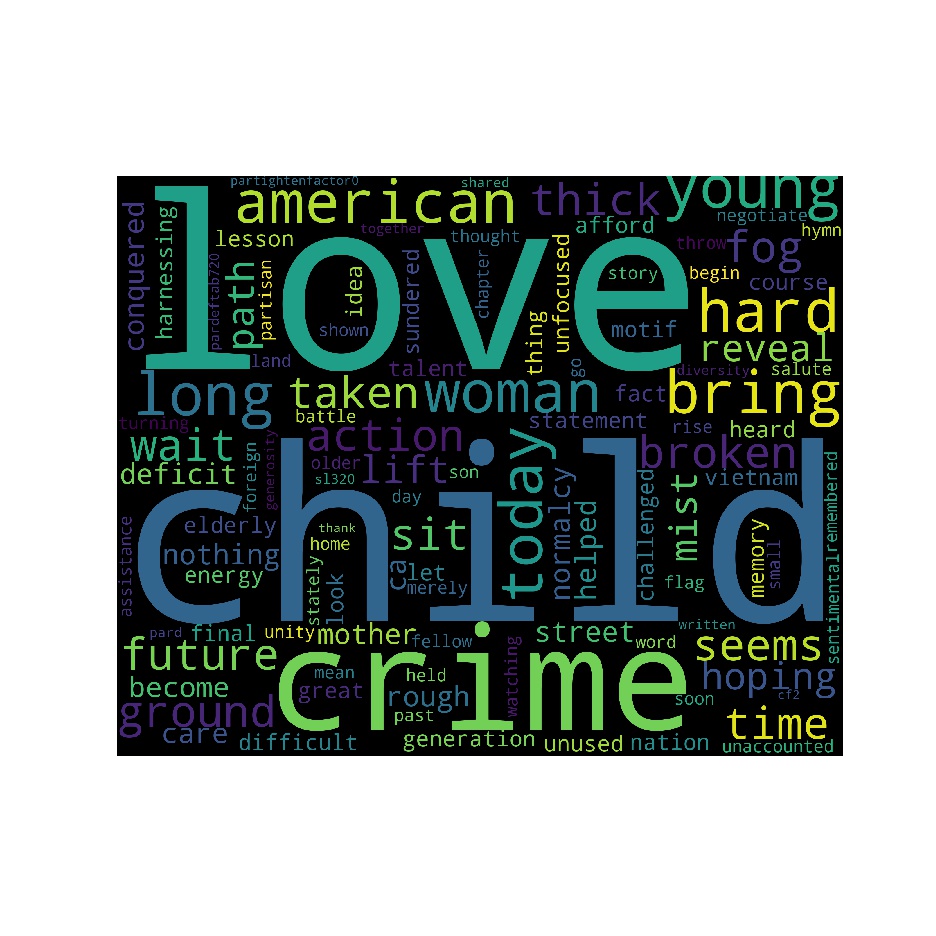 partightenfactor0
shared
love
american
thick
young
conquered
harnessing
negotiate
hymn
together
afford
lesson
thought
throw
fog
pardeftab720
path
partisan
idea
sundered
chapter
unfocused
story
begin
course
shown
thing
motif
hard
land
go
reveal
talent
diversity
salute
long
taken
woman
fact
bring
battle
statement
turning
rise
heard
wait
action
broken
child
today
deficit
foreign
generosity
older
lift
son
vietnam
sl320
day
normalcy
challenged
mist
sentimentalremembered
assistance
elderly
thank
sit
helped
memory
small
nothing
home
energy
stately
look
ca
let
merely
flag
pard
final
unity
mother
fellow
street
word
written
future
crime
watching
seems
mean
held
become
great
rough
hoping
cf2
soon
ground
past
time
care
difficult
generation
unused
nation
unaccounted